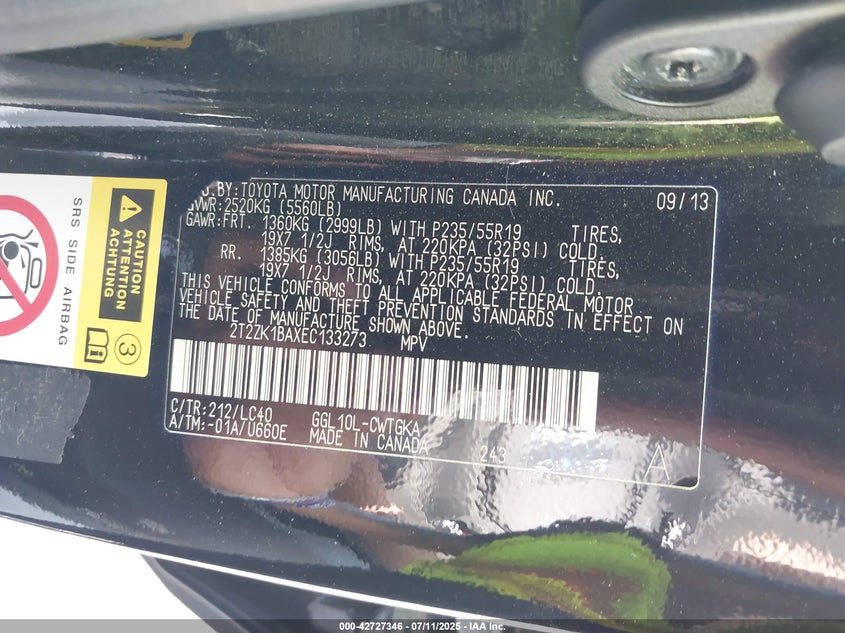 D.BY:TOYOTA MOTOR MANUFACTURING CANADA INC. 09/13
GVWR:2520KG (5560LB)
GAWR:FRT. 1360KG (2999LB) WITH P235/55R19 TIRES,
19X7 1/2J RIMS, AT 220KPA (32PSI) COLD.
RR. 1385KG (3056LB) WITH P235/55R19 TIRES,
19X7 1/2J RIMS, AT 220KPA (32PSI) COLD.
THIS VEHICLE CONFORMS TO ALL APPLICABLE FEDERAL MOTOR
VEHICLE SAFETY AND THEFT PREVENTION STANDARDS IN EFFECT ON
THE DATE OF MANUFACTURE SHOWN ABOVE.
2T2ZK1BAXEC133273 MPV
C/TR:212/LC40 GGL10L-CWTGKA
A/TM:-01A/U660E MADE IN CANADA 243 A
CAUTION
ATTENTION
ACHTUNG
3
SRS SIDE AIRBAG
000-42727346 - 07/11/2025 - IAA Inc.